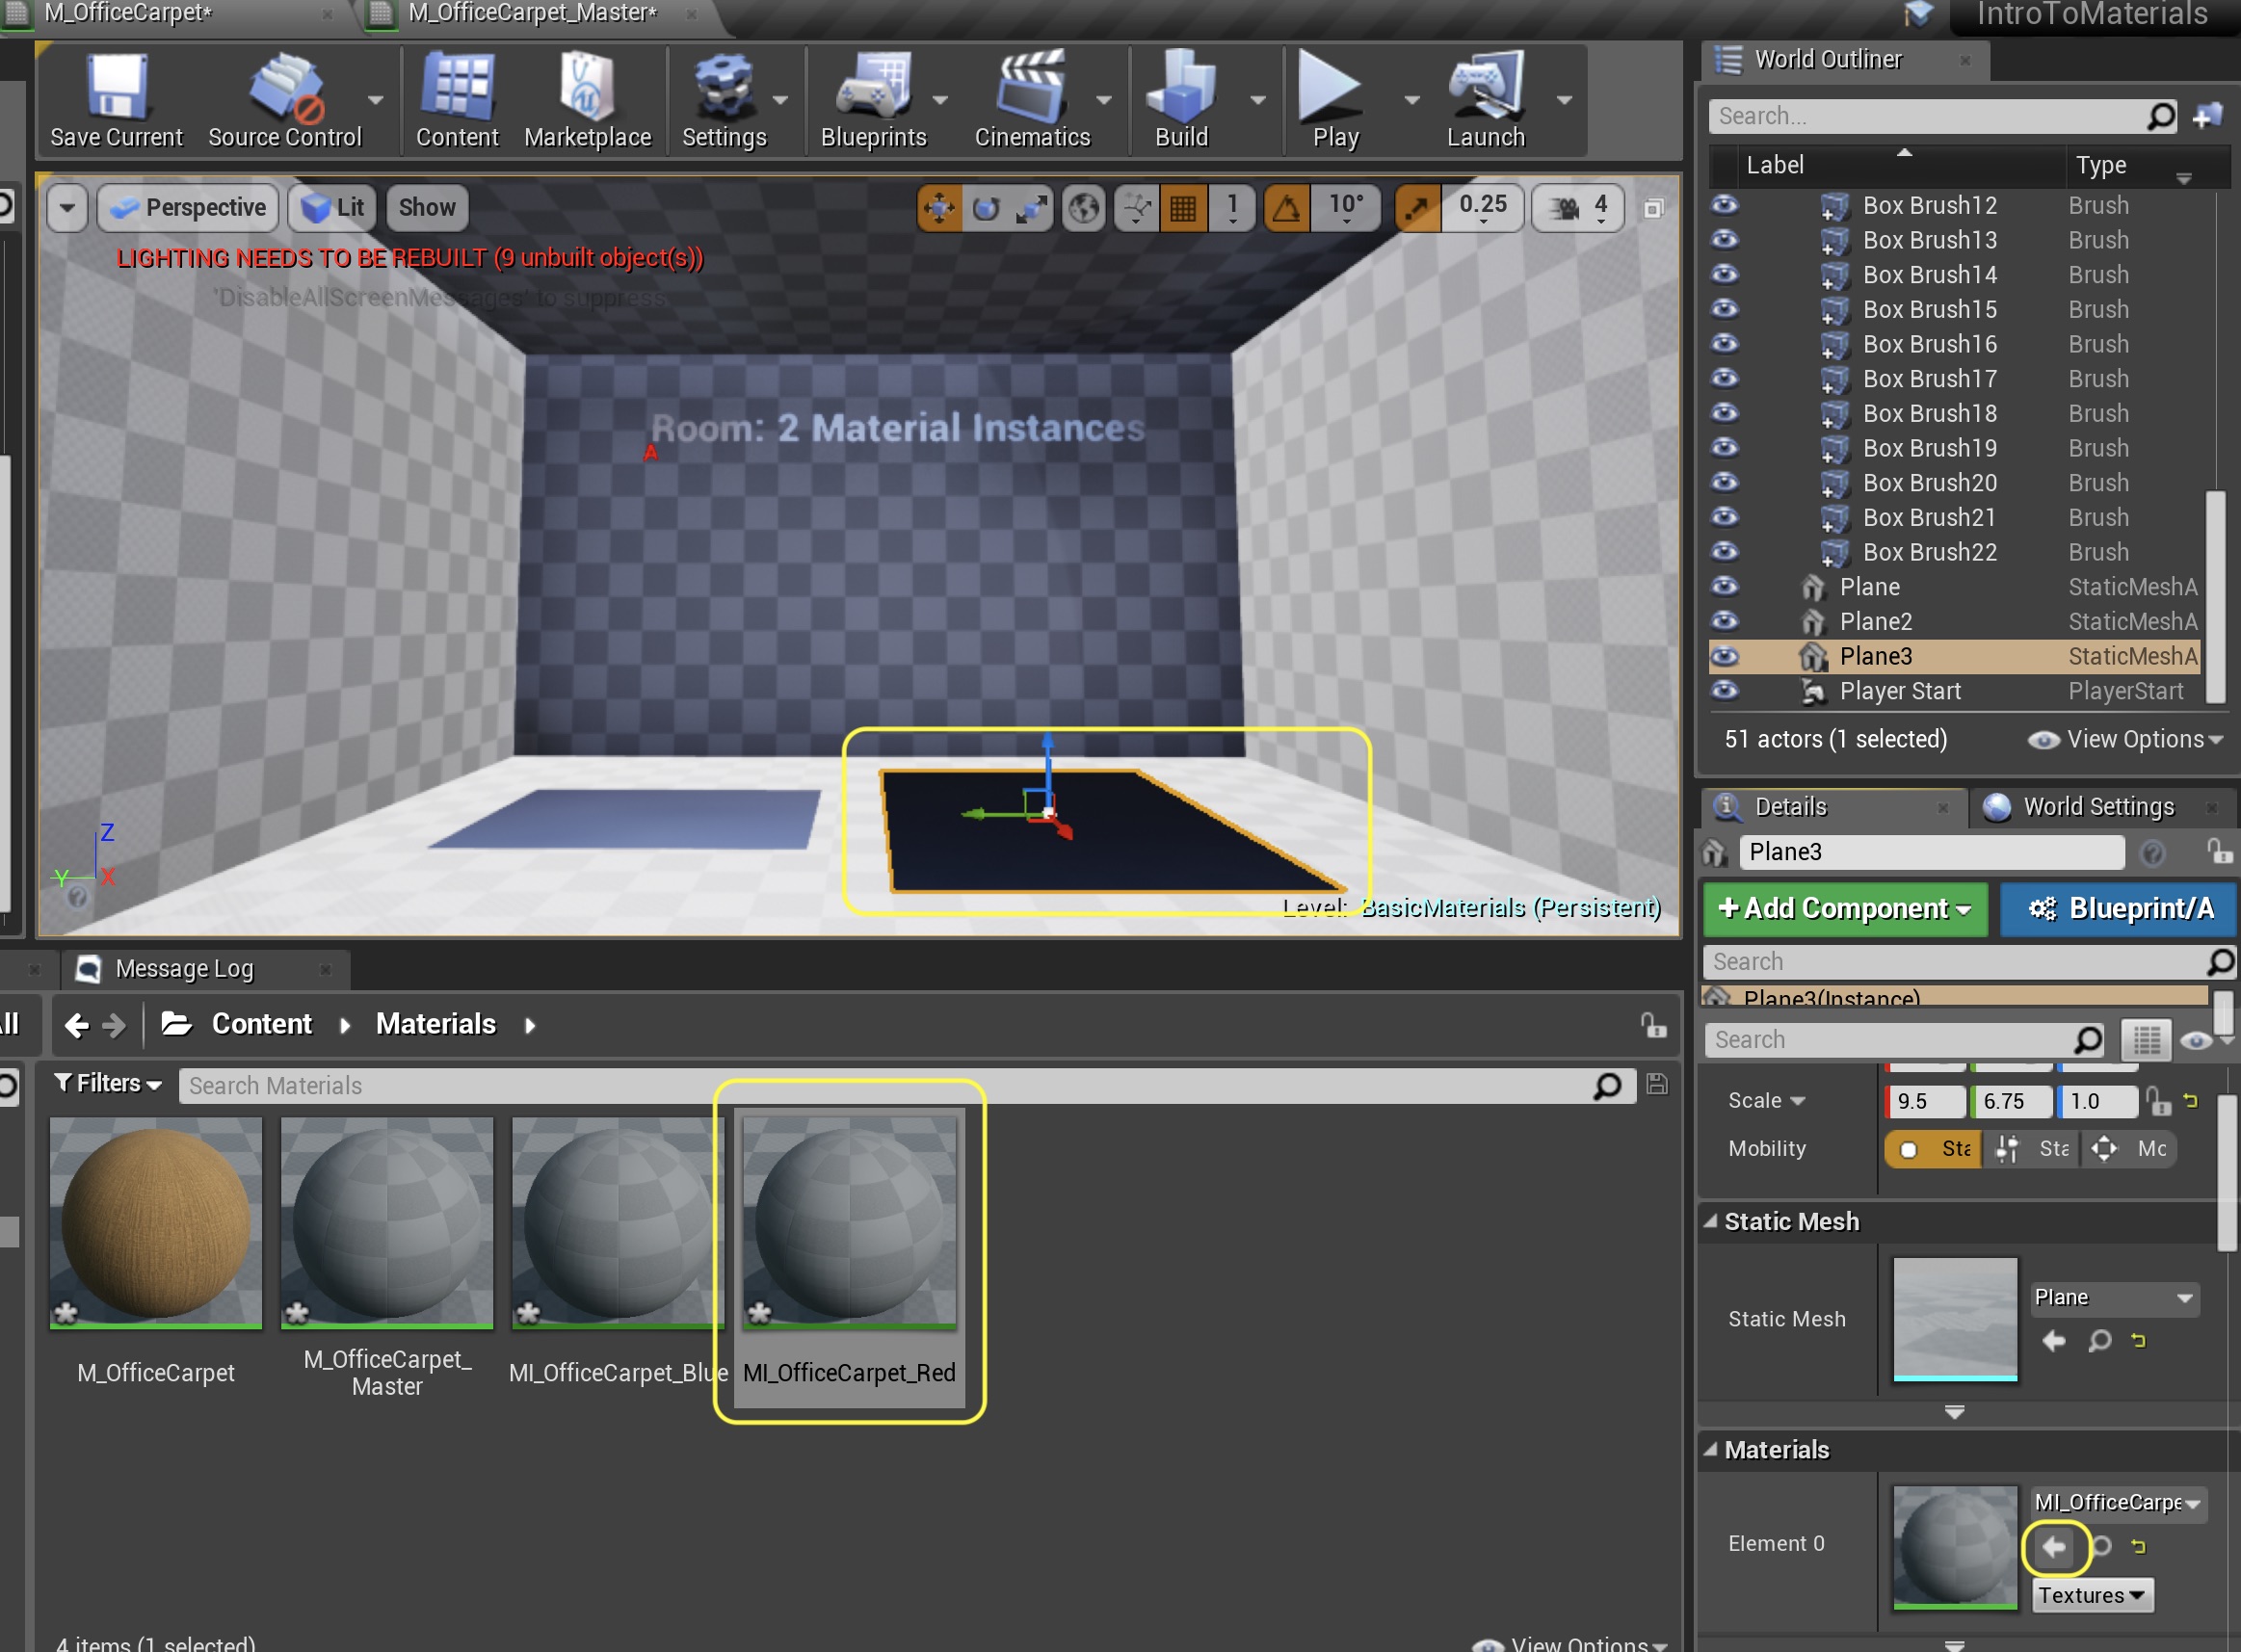 M_OfficeCarpet*
M_OfficeCarpet_Master*
IntroToMaterials
Save Current
Source Control
Content
Marketplace
Settings
Blueprints
Cinematics
Build
Play
Launch
World Outliner
Search...
Label
Type
Box Brush12 Brush
Box Brush13 Brush
Box Brush14 Brush
Box Brush15 Brush
Box Brush16 Brush
Box Brush17 Brush
Box Brush18 Brush
Box Brush19 Brush
Box Brush20 Brush
Box Brush21 Brush
Box Brush22 Brush
Plane StaticMeshA
Plane2 StaticMeshA
Plane3 StaticMeshA
Player Start PlayerStart
51 actors (1 selected)
View Options
Perspective
Lit
Show
1
10°
0.25
4
LIGHTING NEEDS TO BE REBUILT (9 unbuilt object(s))
'DisableAllScreenMessages' to suppress
Room: 2 Material Instances
A
Z
Y
X
Level: BasicMaterials (Persistent)
Details
World Settings
Plane3
+Add Component
Blueprint/A
Search
Plane3(Instance)
Search
Scale 9.5 6.75 1.0
Mobility Sta Sta Mo
Static Mesh
Static Mesh
Plane
Materials
Element 0
MI_OfficeCarpe
Textures
Message Log
ll
Content
Materials
Filters
Search Materials
M_OfficeCarpet
M_OfficeCarpet_
Master
MI_OfficeCarpet_Blue
MI_OfficeCarpet_Red
4 items (1 selected)
View Options